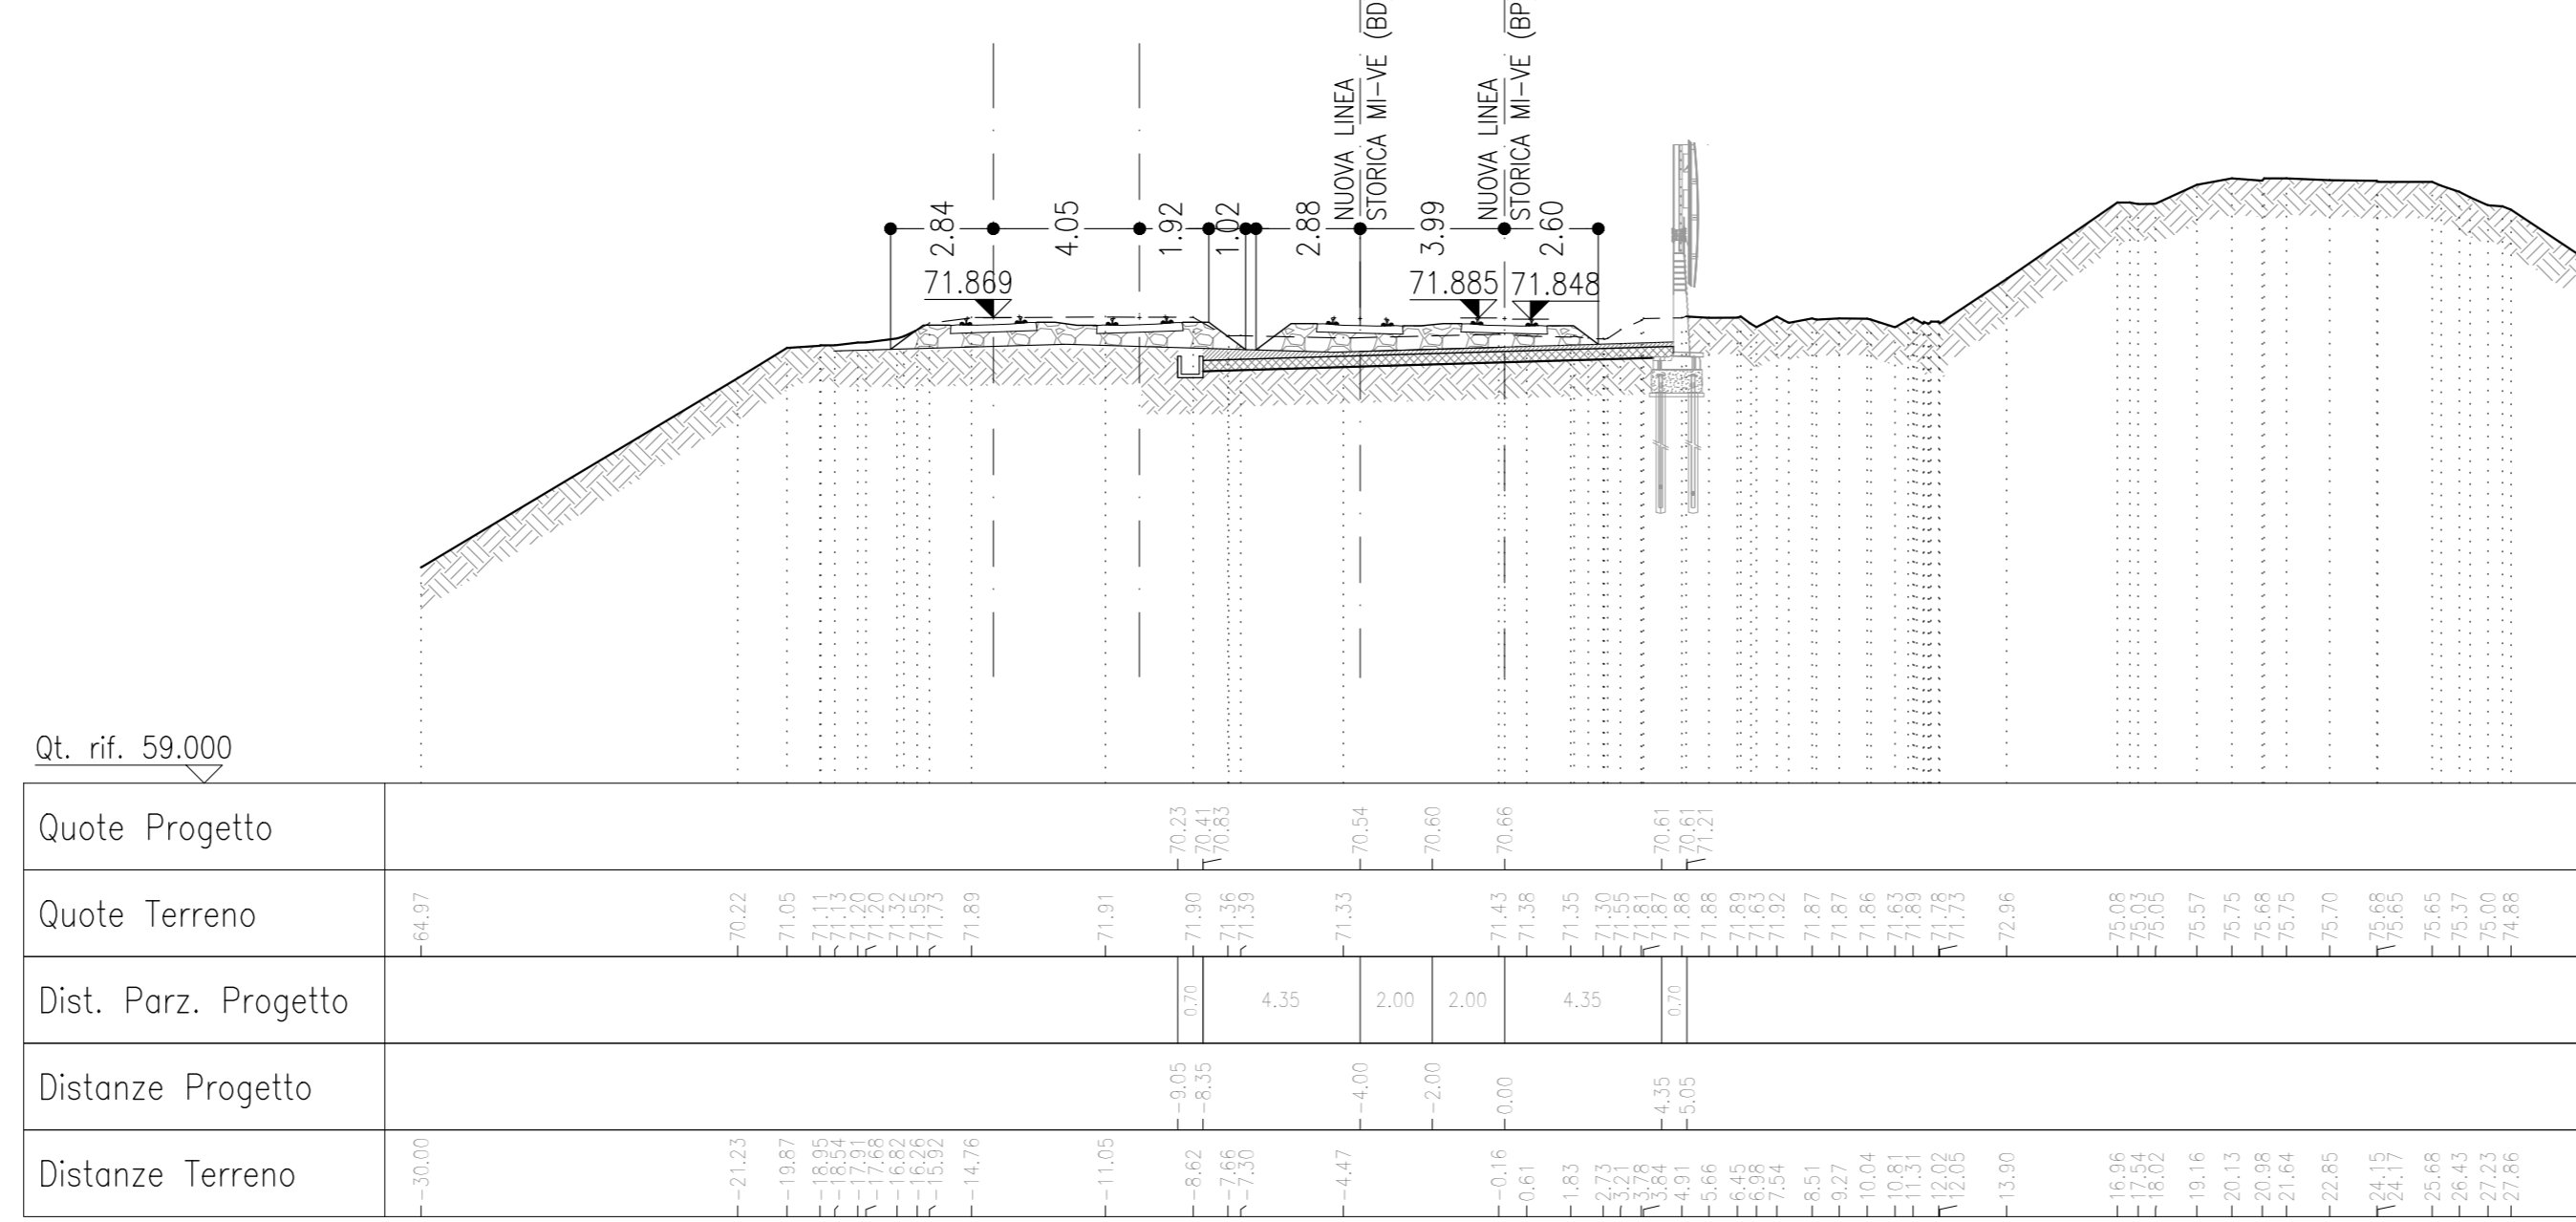 NUOVA LINEA
STORICA MI-VE (BD
NUOVA LINEA
STORICA MI-VE (BP
2.84 4.05 1.92 1.02 2.88 3.99 2.60
71.869 71.885 71.848
Qt. rif. 59.000
Quote Progetto 70.23 70.41 70.83 70.54 70.60 70.66 70.61 70.61 71.21
Quote Terreno 64.97 70.22 71.05 71.11 71.13 71.20 71.20 71.32 71.55 71.73 71.89 71.91 71.90 71.36 71.39 71.33 71.43 71.38 71.35 71.30 71.55 71.81 71.87 71.88 71.88 71.89 71.63 71.92 71.87 71.87 71.86 71.63 71.89 71.78 71.73 72.96 75.08 75.03 75.05 75.57 75.75 75.68 75.75 75.70 75.68 75.65 75.65 75.37 75.00 74.88
Dist. Parz. Progetto 0.70 4.35 2.00 2.00 4.35 0.70
Distanze Progetto -9.05 -8.35 -4.00 -2.00 0.00 4.35 5.05
Distanze Terreno -30.00 -21.23 -19.87 -18.95 -18.54 -17.91 -17.68 -16.82 -16.26 -15.92 -14.76 -11.05 -8.62 -7.66 -7.30 -4.47 -0.16 0.61 1.83 2.73 3.21 3.78 3.84 4.91 5.66 6.45 6.98 7.54 8.51 9.27 10.04 10.81 11.31 12.02 12.05 13.90 16.96 17.54 18.02 19.16 20.13 20.98 21.64 22.85 24.15 24.17 25.68 26.43 27.23 27.86